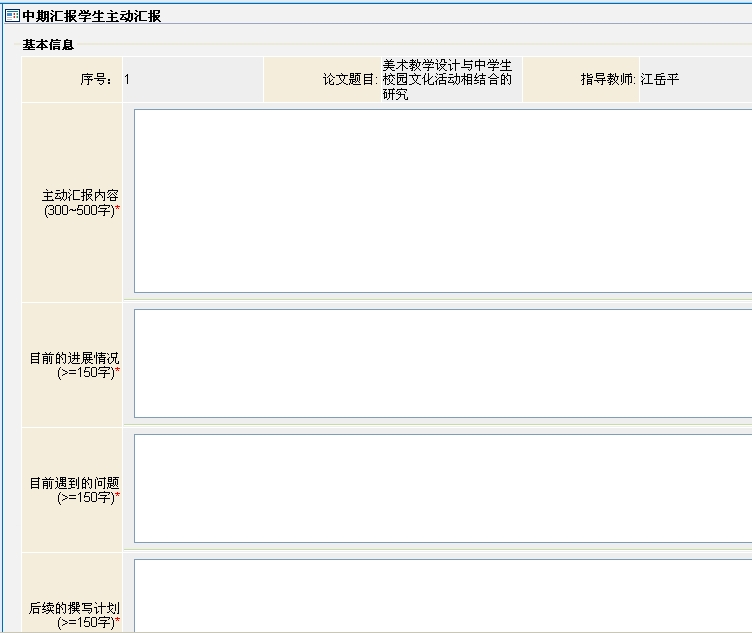 中期汇报学生主动汇报
基本信息
序号： 1
论文题目: 美术教学设计与中学生
校园文化活动相结合的
研究
指导教师: 江岳平
主动汇报内容
(300~500字)*
目前的进展情况
(>=150字)*
目前遇到的问题
(>=150字)*
后续的撰写计划
(>=150字)*